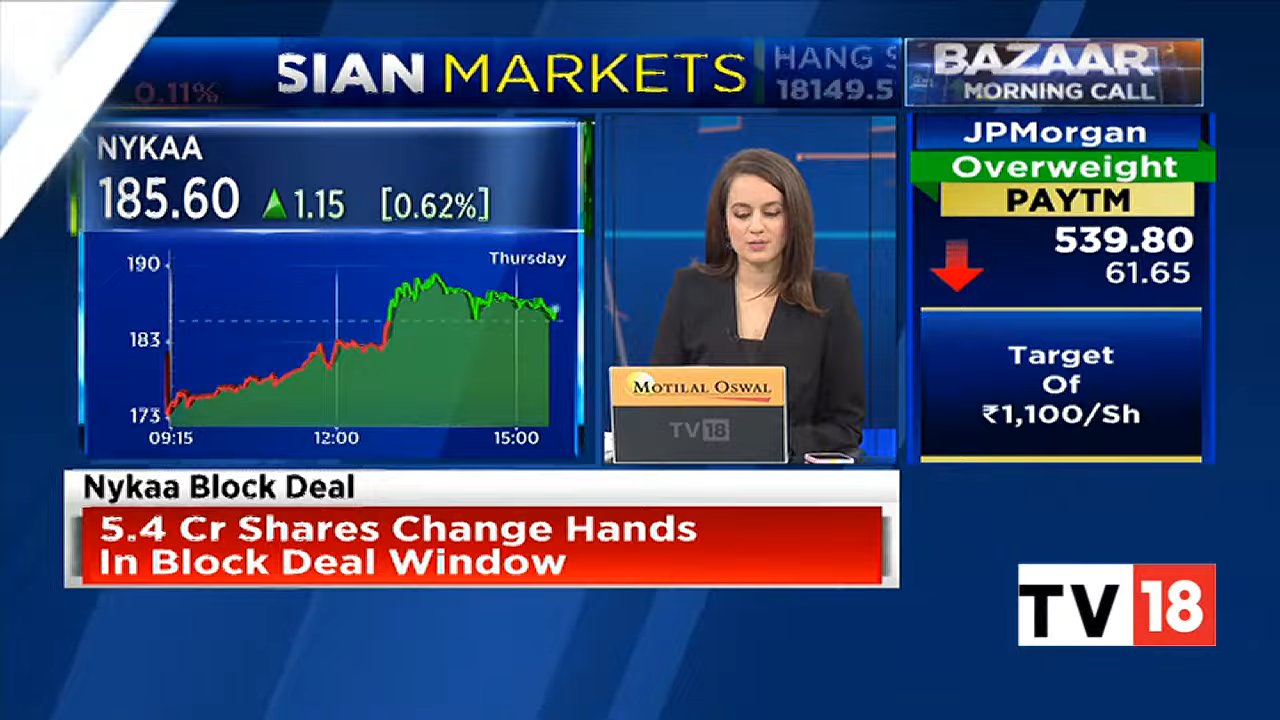 0.11%
SIAN MARKETS
HANG S
18149.5
BAZAAR
MORNING CALL
NYKAA
185.60 ▲ 1.15 [0.62%]
Thursday
190
183
173
09:15 12:00 15:00
MOTILAL OSWAL
TV18
JPMorgan
Overweight
PAYTM
539.80
61.65
Target
Of
₹1,100/Sh
Nykaa Block Deal
5.4 Cr Shares Change Hands
In Block Deal Window
TV18